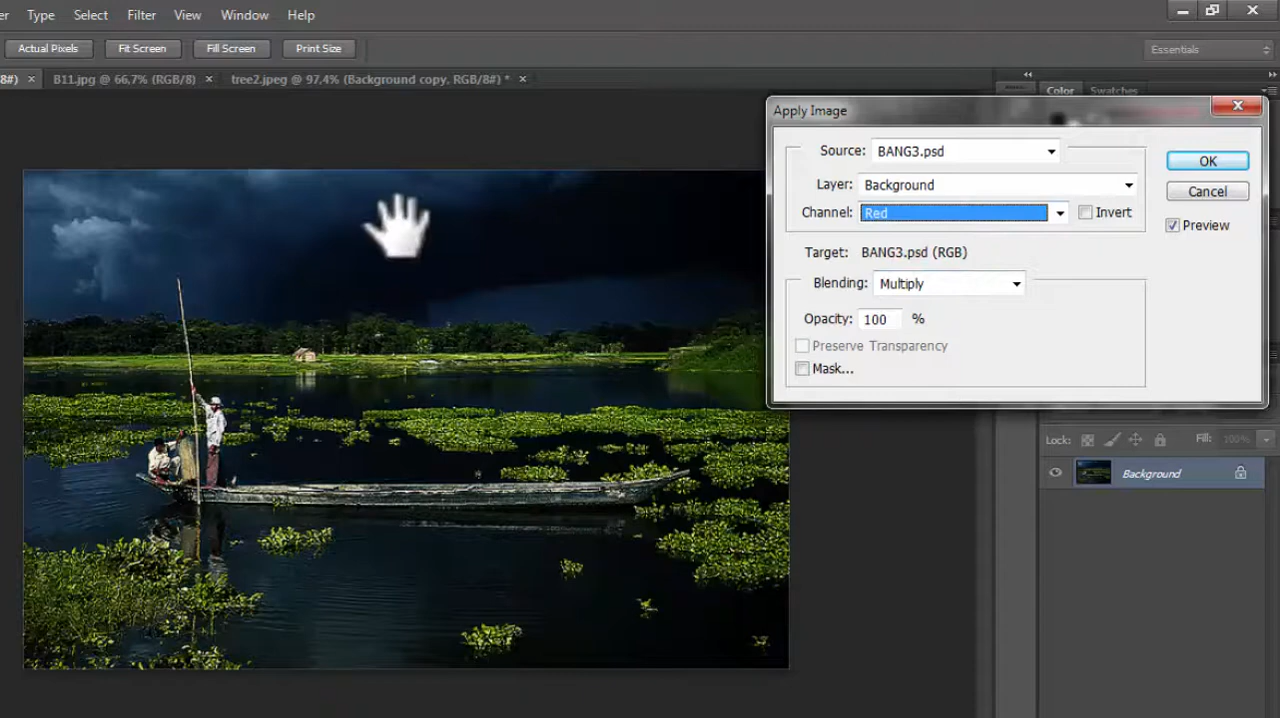 er Type Select Filter View Window Help
Actual Pixels Fit Screen Fill Screen Print Size Essentials
8#) × B11.jpg @ 66,7% (RGB/8) × tree2.jpeg @ 97,4% (Background copy, RGB/8#) * ×
Color Swatches
Apply Image
Source: BANG3.psd
OK
Layer: Background
Cancel
Channel: Red Invert
Preview
Target: BANG3.psd (RGB)
Blending: Multiply
Opacity: 100 %
Preserve Transparency
Mask...
Lock: Fill: 100%
Background